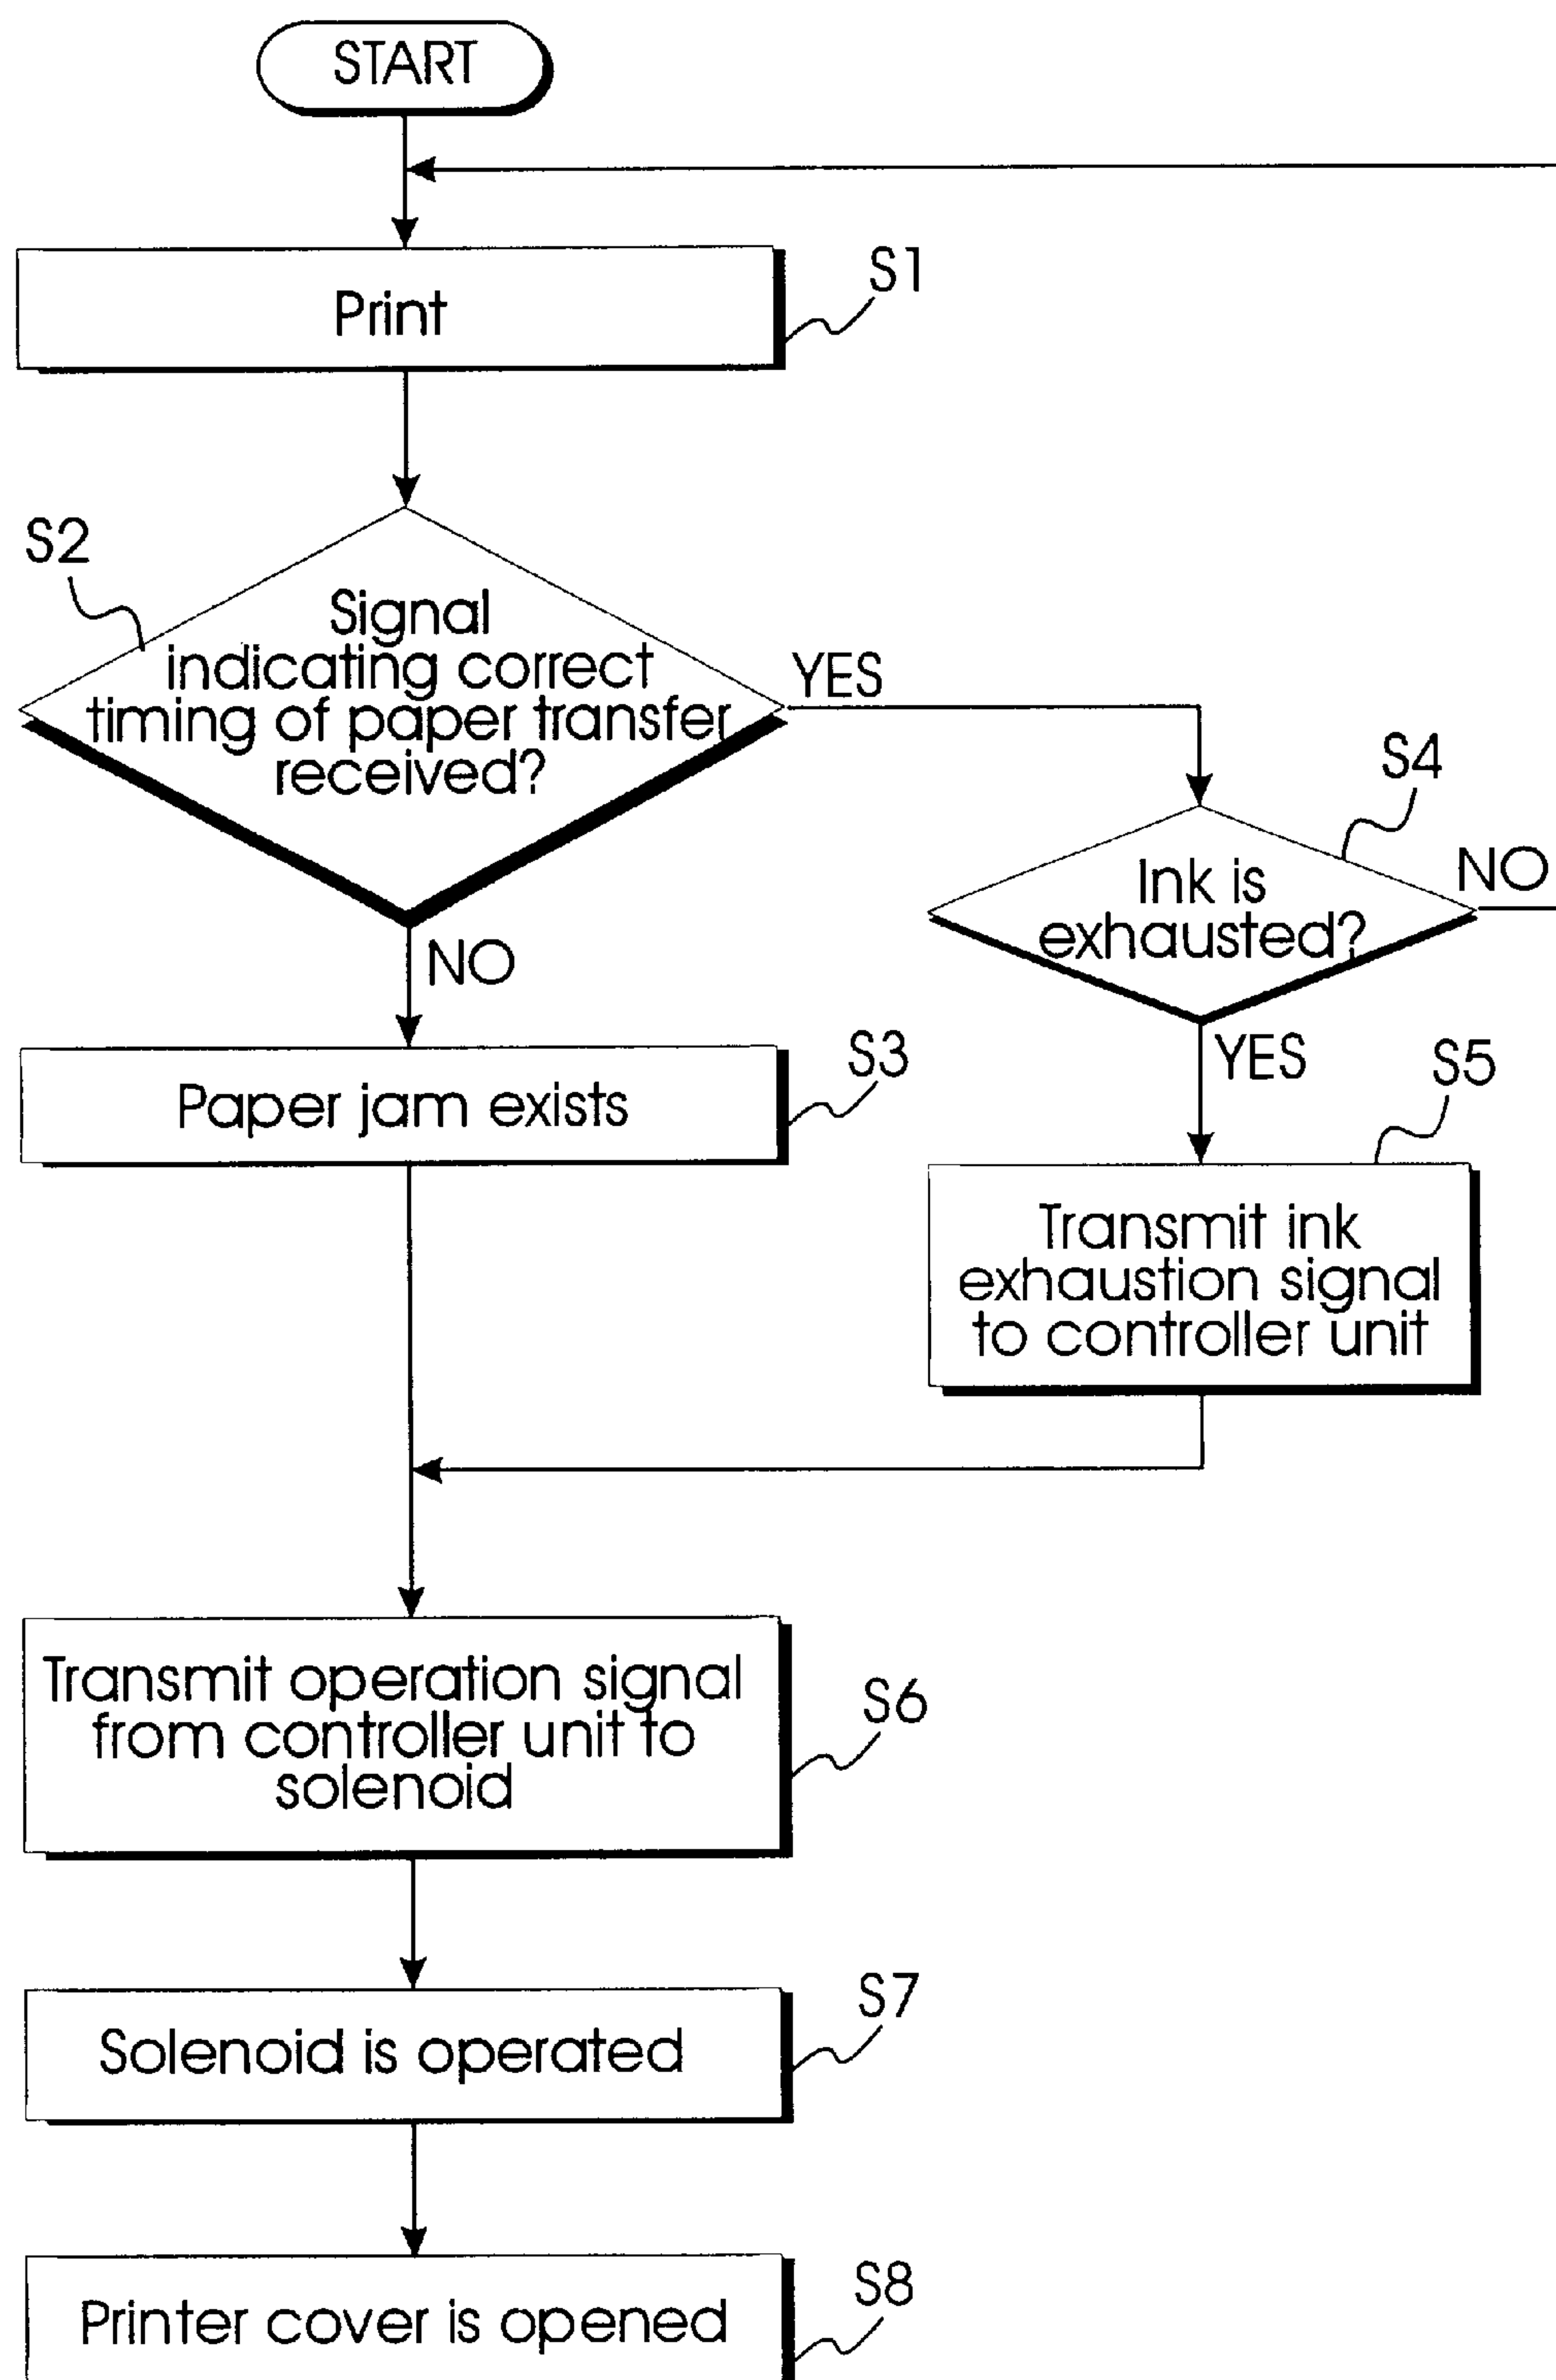 START
Print
S1
S2
Signal
indicating correct
timing of paper transfer
received?
YES
NO
S4
Ink is
exhausted?
NO
YES
S3
Paper jam exists
S5
Transmit ink
exhaustion signal
to controller unit
Transmit operation signal
from controller unit to
solenoid
S6
Solenoid is operated
S7
Printer cover is opened
S8